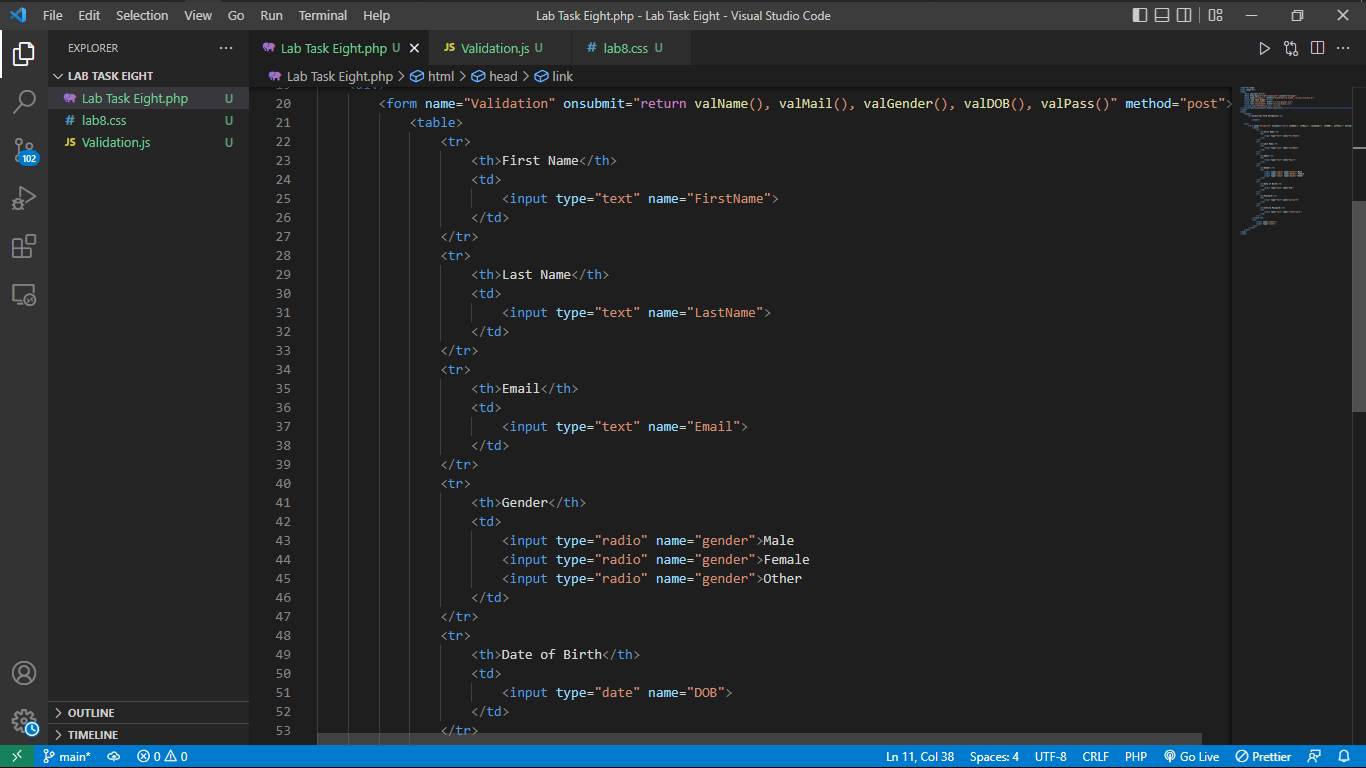 File Edit Selection View Go Run Terminal Help Lab Task Eight.php - Lab Task Eight - Visual Studio Code
EXPLORER ···
LAB TASK EIGHT
Lab Task Eight.php U
# lab8.css U
JS Validation.js U
102
OUTLINE
TIMELINE
Lab Task Eight.php U JS Validation.js U # lab8.css U
Lab Task Eight.php > html > head > link
20 <form name="Validation" onsubmit="return valName(), valMail(), valGender(), valDOB(), valPass()" method="post">
21 <table>
22 <tr>
23 <th>First Name</th>
24 <td>
25 <input type="text" name="FirstName">
26 </td>
27 </tr>
28 <tr>
29 <th>Last Name</th>
30 <td>
31 <input type="text" name="LastName">
32 </td>
33 </tr>
34 <tr>
35 <th>Email</th>
36 <td>
37 <input type="text" name="Email">
38 </td>
39 </tr>
40 <tr>
41 <th>Gender</th>
42 <td>
43 <input type="radio" name="gender">Male
44 <input type="radio" name="gender">Female
45 <input type="radio" name="gender">Other
46 </td>
47 </tr>
48 <tr>
49 <th>Date of Birth</th>
50 <td>
51 <input type="date" name="DOB">
52 </td>
53 </tr>
main* 0 0 Ln 11, Col 38 Spaces: 4 UTF-8 CRLF PHP Go Live Prettier